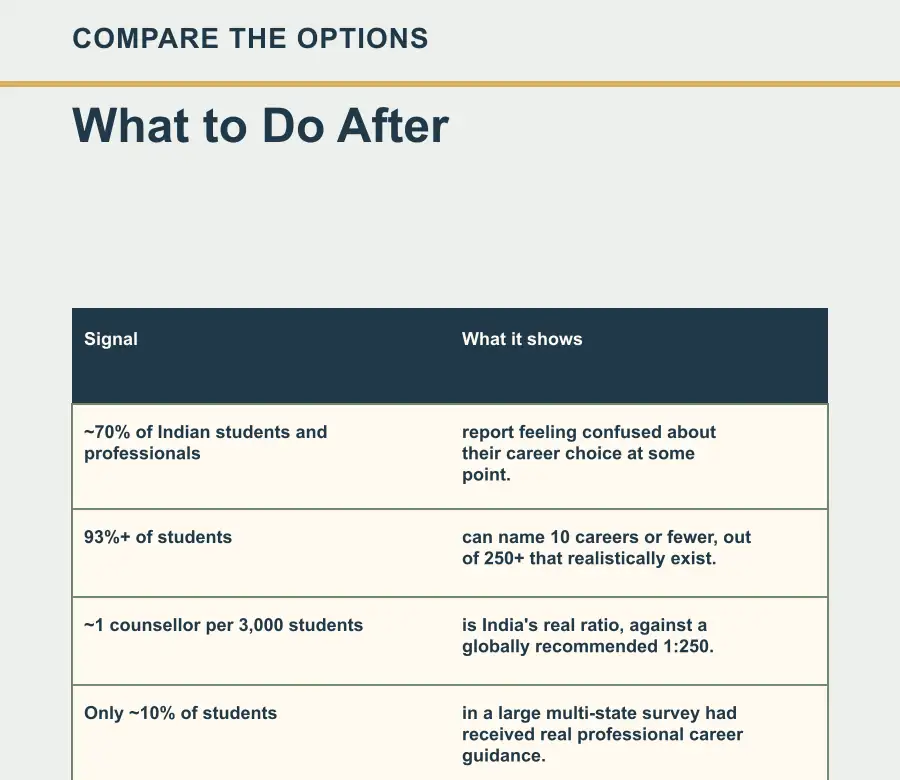 COMPARE THE OPTIONS
What to Do After
Signal
What it shows
~70% of Indian students and
professionals
report feeling confused about
their career choice at some
point.
93%+ of students
can name 10 careers or fewer, out
of 250+ that realistically exist.
~1 counsellor per 3,000 students
is India's real ratio, against a
globally recommended 1:250.
Only ~10% of students
in a large multi-state survey had
received real professional career
guidance.